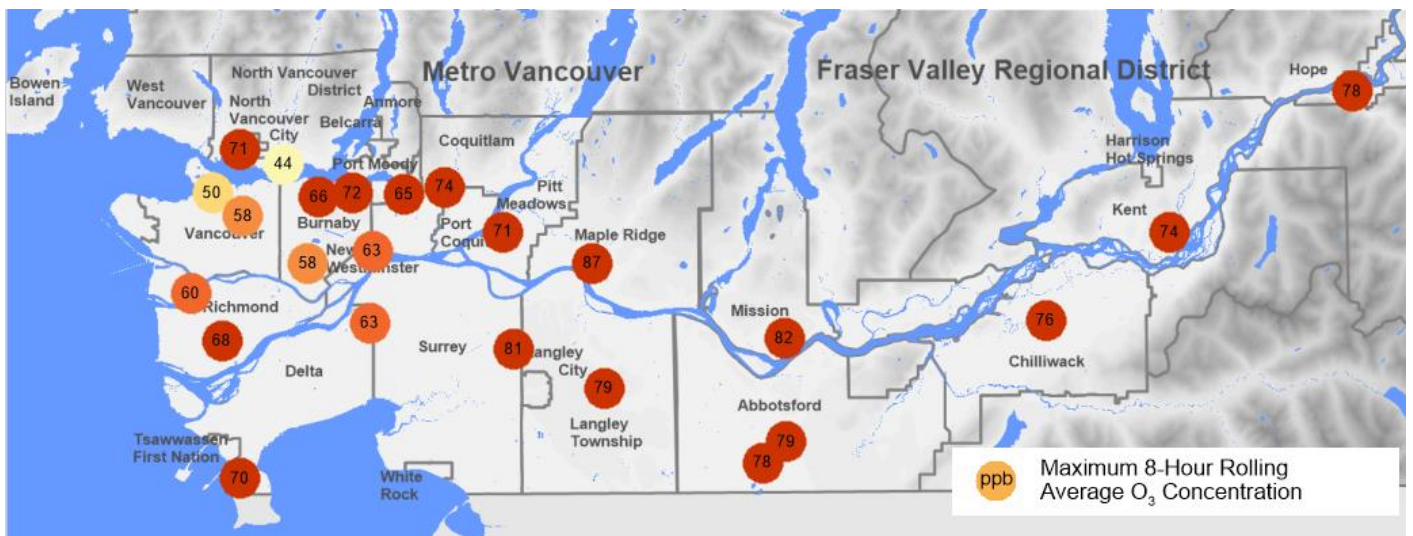 Metro Vancouver
Fraser Valley Regional District
Bowen
Island
West
Vancouver
North Vancouver
District
North
Vancouver
City
Anmore
Belcarra
Coquitlam
Port Moody
Pitt
Meadows
Port
Burnaby
Vancouver
New
Westminster
Maple Ridge
Richmond
Delta
Surrey
City
Langley
Township
Mission
Abbotsford
Harrison
Hot Springs
Kent
Chilliwack
Hope
Tsawwassen
First Nation
White
Rock
71
44
50
58
66
72
65
74
71
58
63
60
68
63
70
81
87
79
82
79
78
76
74
78
ppb
Maximum 8-Hour Rolling
Average O₃ Concentration